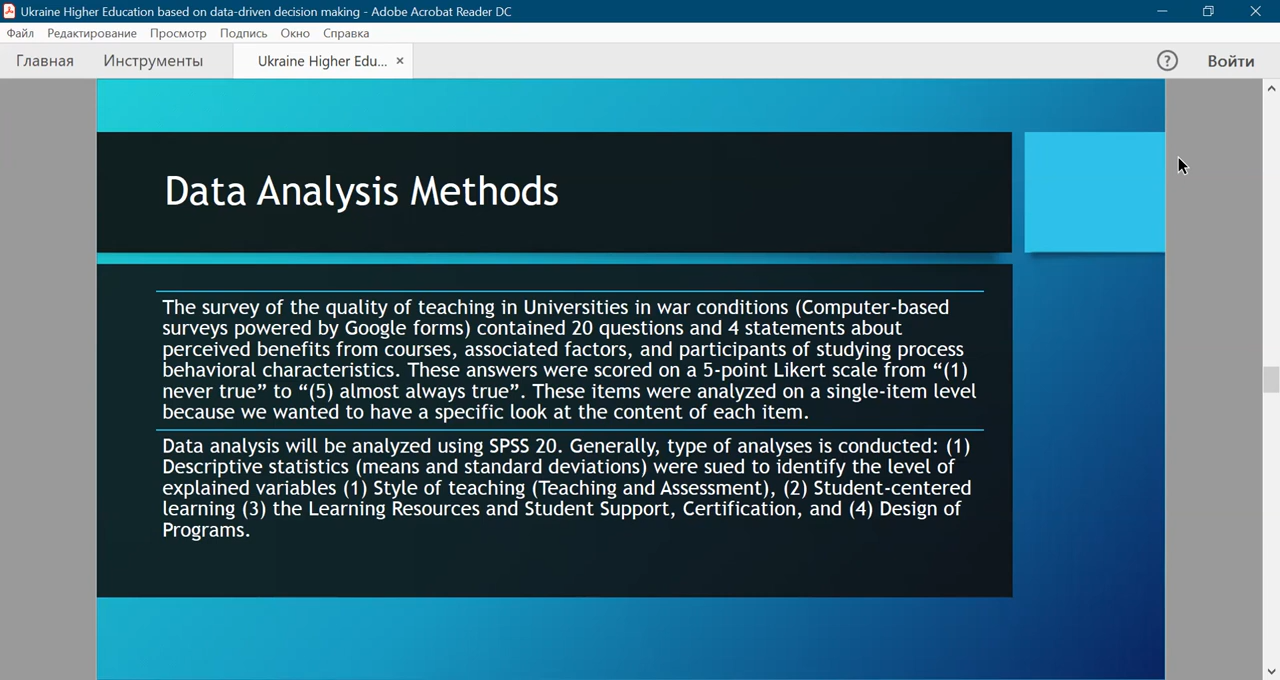 Ukraine Higher Education based on data-driven decision making - Adobe Acrobat Reader DC
Файл Редактирование Просмотр Подпись Окно Справка
Главная Инструменты Ukraine Higher Edu... × ? Войти
Data Analysis Methods
The survey of the quality of teaching in Universities in war conditions (Computer-based
surveys powered by Google forms) contained 20 questions and 4 statements about
perceived benefits from courses, associated factors, and participants of studying process
behavioral characteristics. These answers were scored on a 5-point Likert scale from “(1)
never true” to “(5) almost always true”. These items were analyzed on a single-item level
because we wanted to have a specific look at the content of each item.
Data analysis will be analyzed using SPSS 20. Generally, type of analyses is conducted: (1)
Descriptive statistics (means and standard deviations) were sued to identify the level of
explained variables (1) Style of teaching (Teaching and Assessment), (2) Student-centered
learning (3) the Learning Resources and Student Support, Certification, and (4) Design of
Programs.